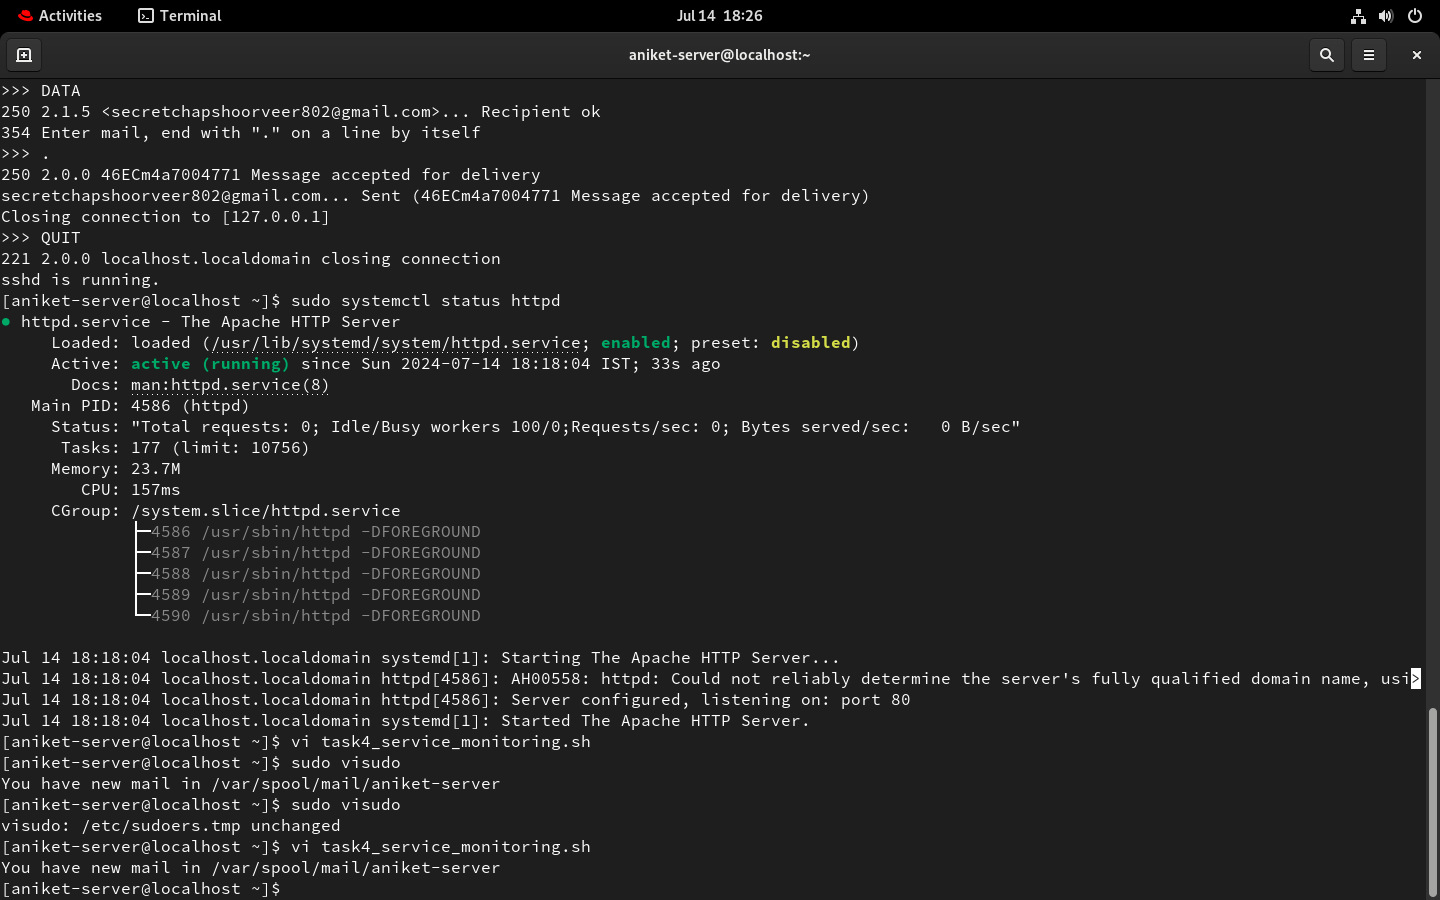 Activities Terminal Jul 14 18:26
aniket-server@localhost:~
>>> DATA
250 2.1.5 <secretchapshoorveer802@gmail.com>... Recipient ok
354 Enter mail, end with "." on a line by itself
>>> .
250 2.0.0 46ECm4a7004771 Message accepted for delivery
secretchapshoorveer802@gmail.com... Sent (46ECm4a7004771 Message accepted for delivery)
Closing connection to [127.0.0.1]
>>> QUIT
221 2.0.0 localhost.localdomain closing connection
sshd is running.
[aniket-server@localhost ~]$ sudo systemctl status httpd
● httpd.service - The Apache HTTP Server
     Loaded: loaded (/usr/lib/systemd/system/httpd.service; enabled; preset: disabled)
     Active: active (running) since Sun 2024-07-14 18:18:04 IST; 33s ago
       Docs: man:httpd.service(8)
   Main PID: 4586 (httpd)
     Status: "Total requests: 0; Idle/Busy workers 100/0;Requests/sec: 0; Bytes served/sec:   0 B/sec"
      Tasks: 177 (limit: 10756)
     Memory: 23.7M
        CPU: 157ms
     CGroup: /system.slice/httpd.service
             ├─4586 /usr/sbin/httpd -DFOREGROUND
             ├─4587 /usr/sbin/httpd -DFOREGROUND
             ├─4588 /usr/sbin/httpd -DFOREGROUND
             ├─4589 /usr/sbin/httpd -DFOREGROUND
             └─4590 /usr/sbin/httpd -DFOREGROUND
Jul 14 18:18:04 localhost.localdomain systemd[1]: Starting The Apache HTTP Server...
Jul 14 18:18:04 localhost.localdomain httpd[4586]: AH00558: httpd: Could not reliably determine the server's fully qualified domain name, usi>
Jul 14 18:18:04 localhost.localdomain httpd[4586]: Server configured, listening on: port 80
Jul 14 18:18:04 localhost.localdomain systemd[1]: Started The Apache HTTP Server.
[aniket-server@localhost ~]$ vi task4_service_monitoring.sh
[aniket-server@localhost ~]$ sudo visudo
You have new mail in /var/spool/mail/aniket-server
[aniket-server@localhost ~]$ sudo visudo
visudo: /etc/sudoers.tmp unchanged
[aniket-server@localhost ~]$ vi task4_service_monitoring.sh
You have new mail in /var/spool/mail/aniket-server
[aniket-server@localhost ~]$